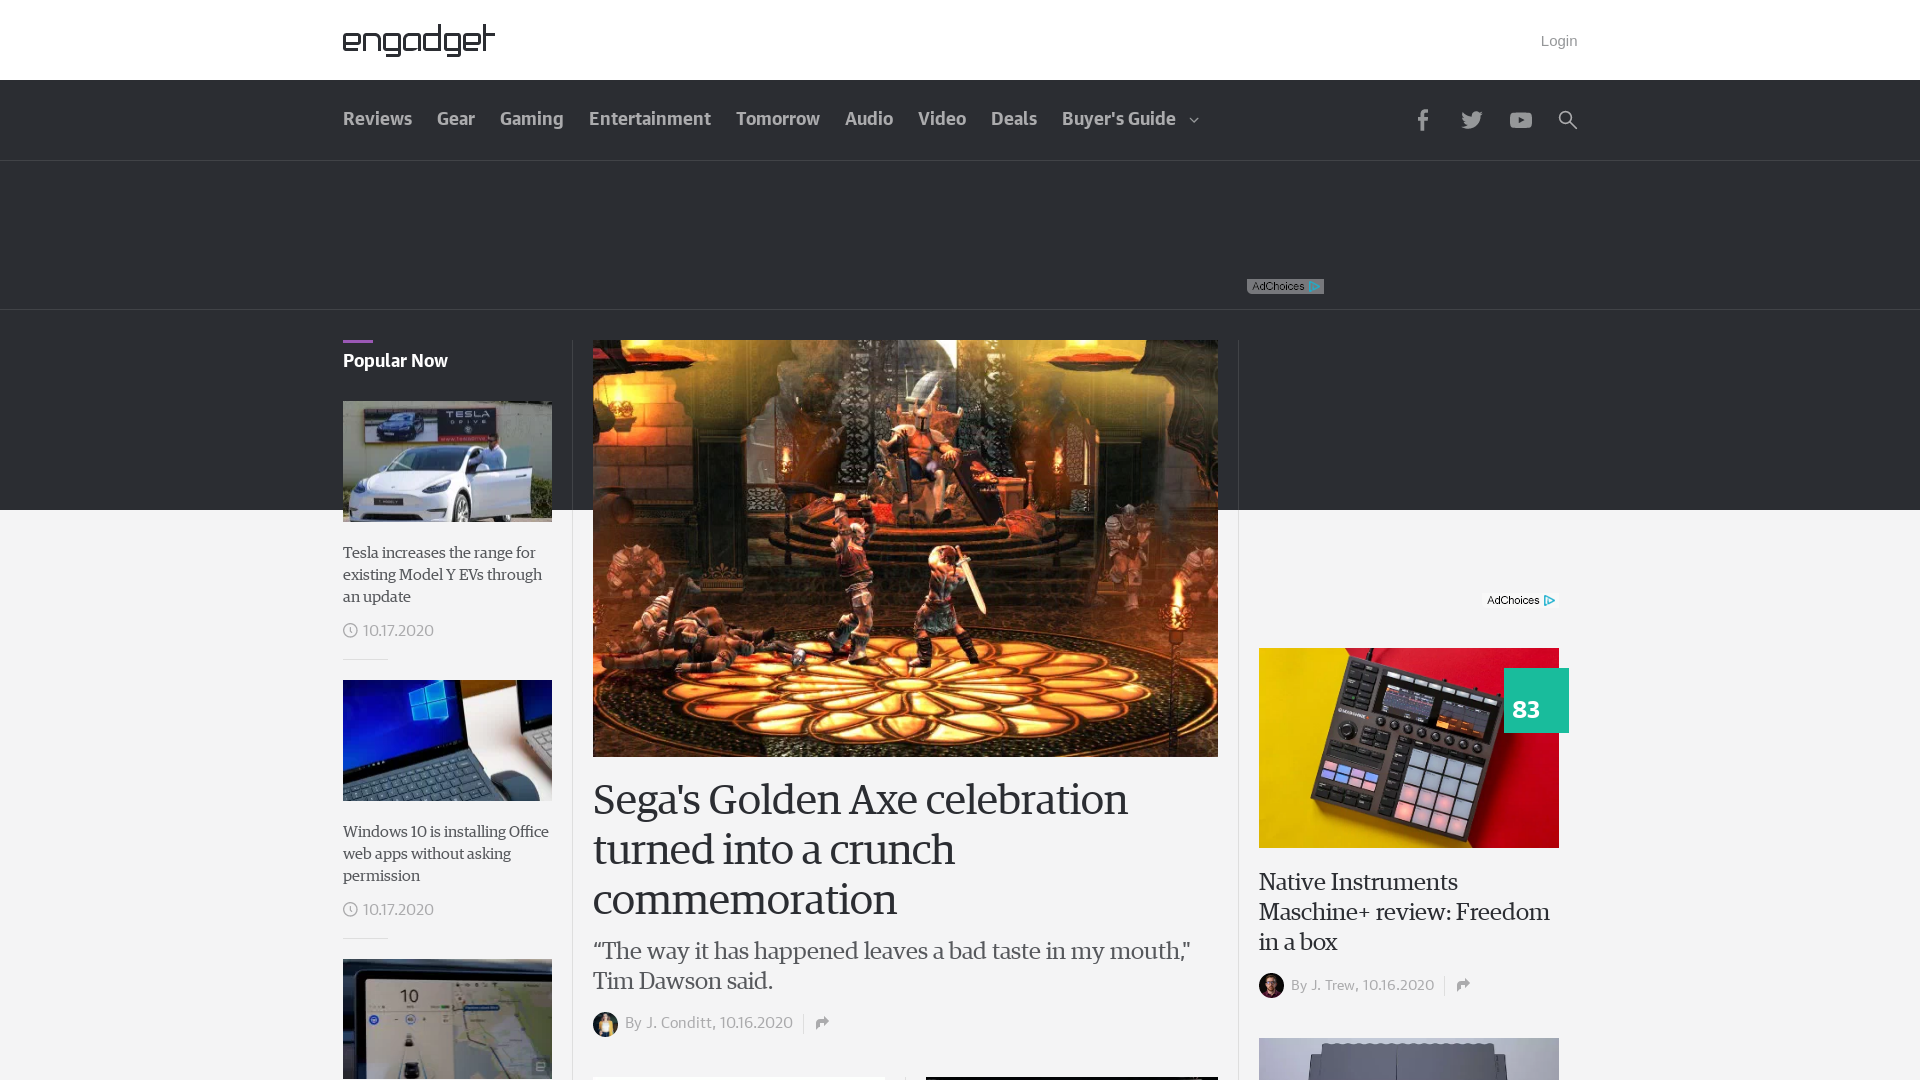 engadget
Login
Reviews Gear Gaming Entertainment Tomorrow Audio Video Deals Buyer's Guide
AdChoices
Popular Now
TESLA
DRIVE
Tesla increases the range for
existing Model Y EVs through
an update
10.17.2020
Windows 10 is installing Office
web apps without asking
permission
10.17.2020
10
Sega's Golden Axe celebration
turned into a crunch
commemoration
“The way it has happened leaves a bad taste in my mouth,"
Tim Dawson said.
By J. Conditt, 10.16.2020
AdChoices
83
Native Instruments
Maschine+ review: Freedom
in a box
By J. Trew, 10.16.2020